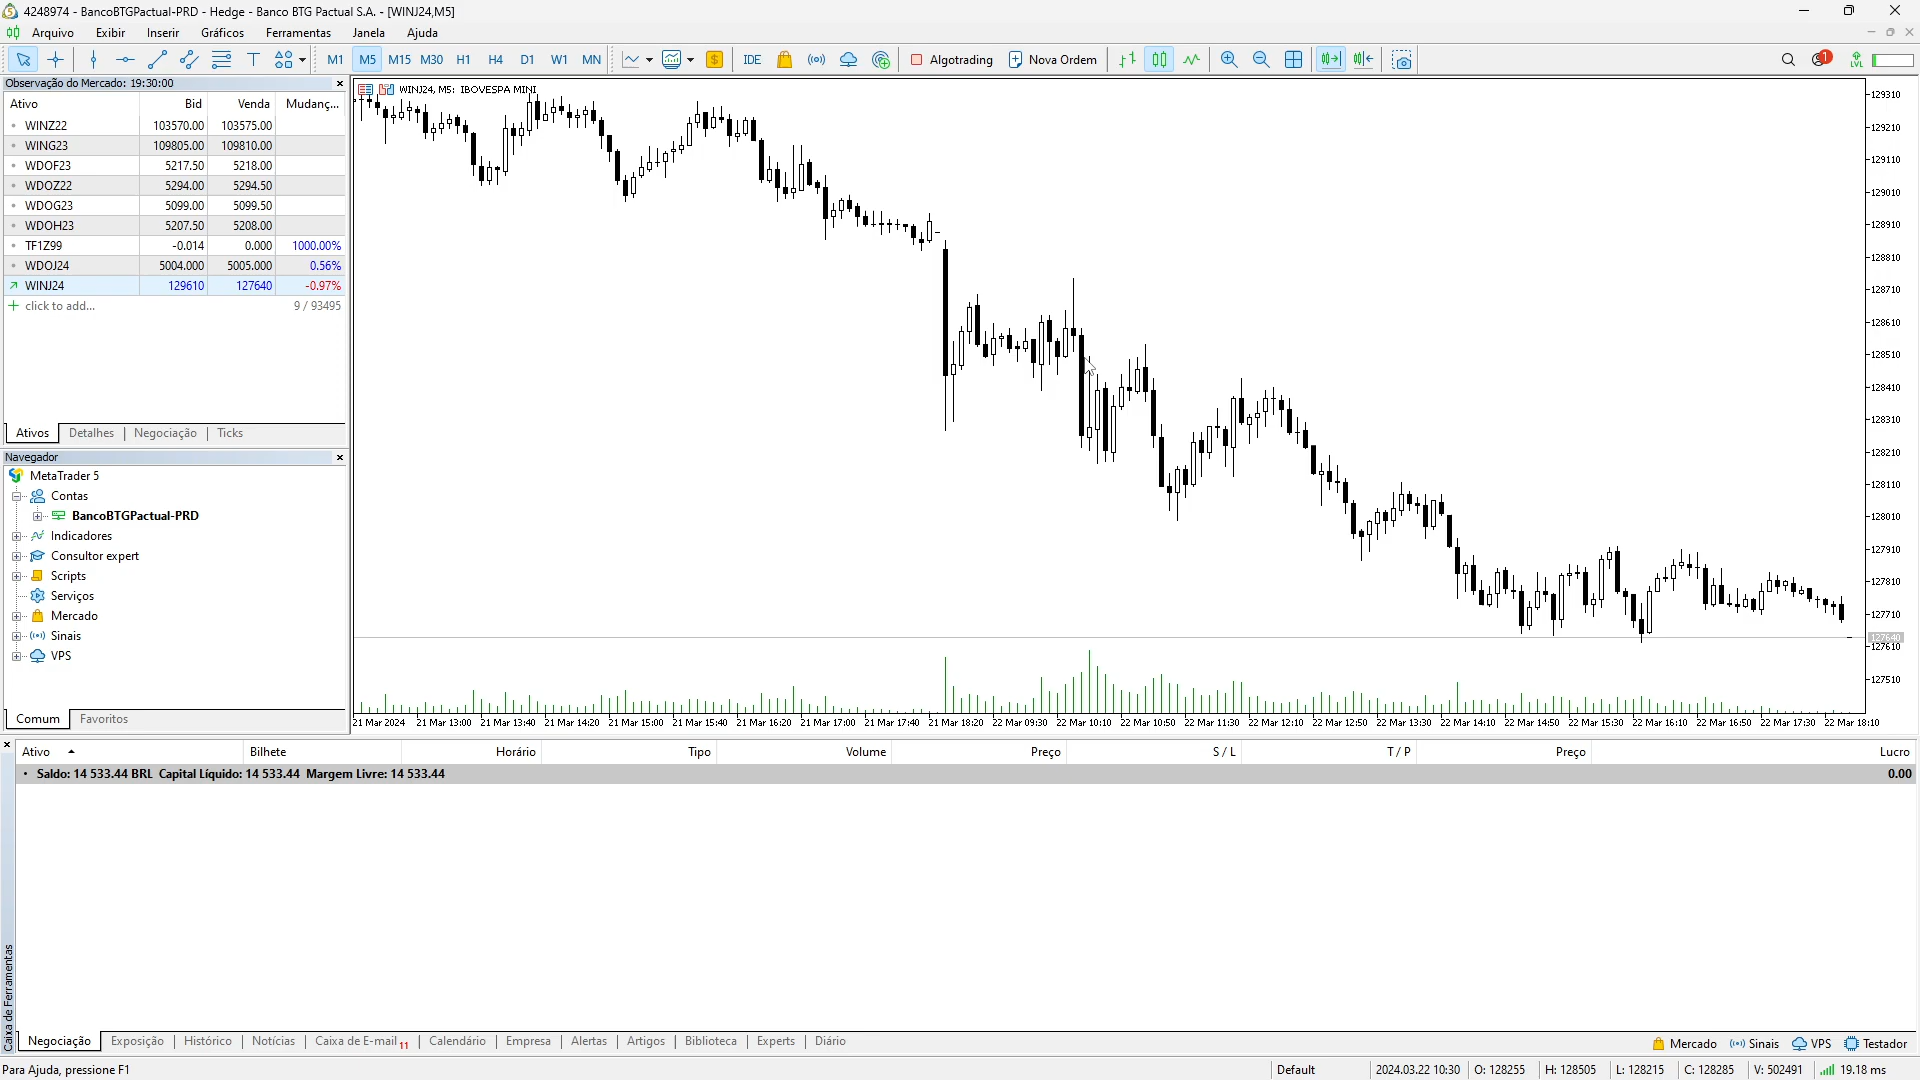 4248974 - BancoBTGPactual-PRD - Hedge - Banco BTG Pactual S.A. - [WINJ24,M5]
Arquivo Exibir Inserir Gráficos Ferramentas Janela Ajuda
M1 M5 M15 M30 H1 H4 D1 W1 MN IDE Algotrading Nova Ordem LVL 1
Observação do Mercado: 19:30:00
Ativo Bid Venda Mudanç...
WINZ22 103570.00 103575.00
WING23 109805.00 109810.00
WDOF23 5217.50 5218.00
WDOZ22 5294.00 5294.50
WDOG23 5099.00 5099.50
WDOH23 5207.50 5208.00
TF1Z99 -0.014 0.000 1000.00%
WDOJ24 5004.000 5005.000 0.56%
WINJ24 129610 127640 -0.97%
click to add... 9 / 93495
Ativos Detalhes Negociação Ticks
Navegador
MetaTrader 5
Contas
BancoBTGPactual-PRD
Indicadores
Consultor expert
Scripts
Serviços
Mercado
Sinais
VPS
Comum Favoritos
WINJ24, M5: IBOVESPA MINI
129310
129210
129110
129010
128910
128810
128710
128610
128510
128410
128310
128210
128110
128010
127910
127810
127710
127640
127610
127510
21 Mar 2024 21 Mar 13:00 21 Mar 13:40 21 Mar 14:20 21 Mar 15:00 21 Mar 15:40 21 Mar 16:20 21 Mar 17:00 21 Mar 17:40 21 Mar 18:20 22 Mar 09:30 22 Mar 10:10 22 Mar 10:50 22 Mar 11:30 22 Mar 12:10 22 Mar 12:50 22 Mar 13:30 22 Mar 14:10 22 Mar 14:50 22 Mar 15:30 22 Mar 16:10 22 Mar 16:50 22 Mar 17:30 22 Mar 18:10
Ativo Bilhete Horário Tipo Volume Preço S / L T / P Preço Lucro
Saldo: 14 533.44 BRL Capital Líquido: 14 533.44 Margem Livre: 14 533.44 0.00
Caixa de Ferramentas
Negociação Exposição Histórico Notícias Caixa de E-mail 11 Calendário Empresa Alertas Artigos Biblioteca Experts Diário Mercado Sinais VPS Testador
Para Ajuda, pressione F1 Default 2024.03.22 10:30 O: 128255 H: 128505 L: 128215 C: 128285 V: 502491 19.18 ms